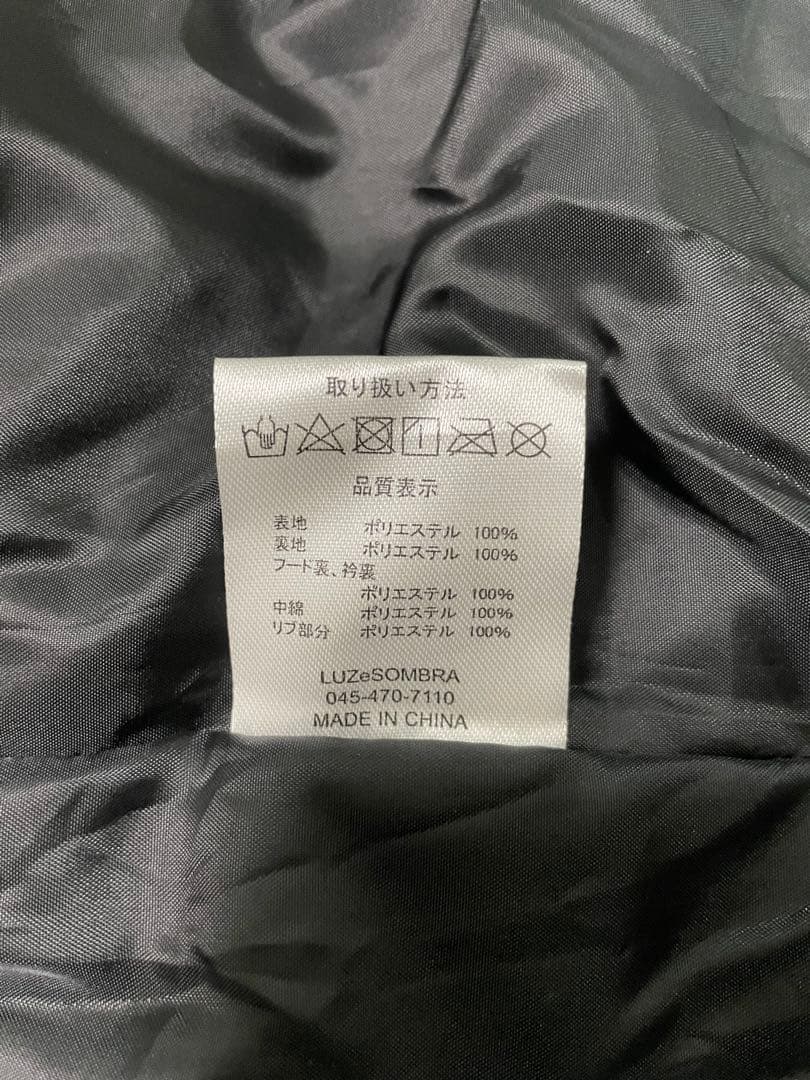 取り扱い方法
品質表示
表地 ポリエステル 100%
裏地 ポリエステル 100%
フード裏、衿裏
ポリエステル 100%
中綿 ポリエステル 100%
リブ部分 ポリエステル 100%
LUZeSOMBRA
045-470-7110
MADE IN CHINA